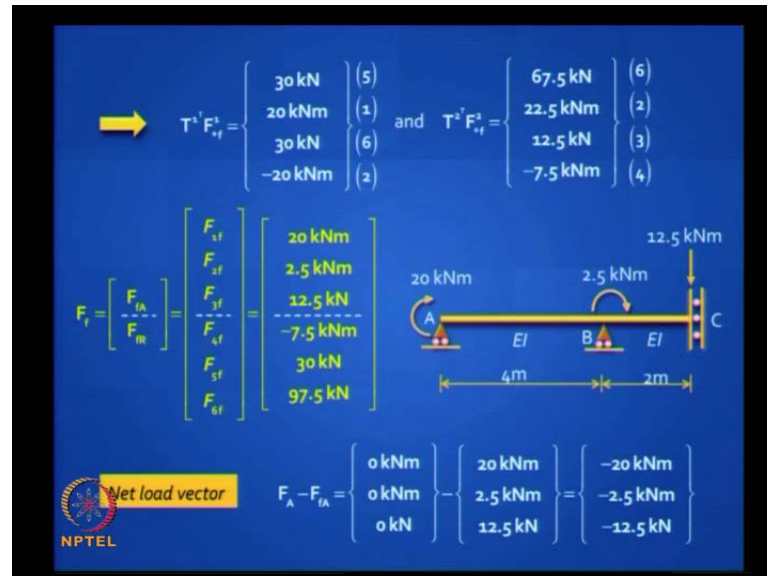 T¹ᵀF¹*f = { 30 kN (5)
20 kNm (1)
30 kN (6)
−20 kNm (2) }
and T²ᵀF²*f = { 67.5 kN (6)
22.5 kNm (2)
12.5 kN (3)
−7.5 kNm (4) }
F_f = [F_fA / F_fR] = [F_1f F_2f F_3f F_4f F_5f F_6f] =
20 kNm
2.5 kNm
12.5 kN
−7.5 kNm
30 kN
97.5 kN
12.5 kNm
20 kNm 2.5 kNm
A B C
EI EI
4m 2m
Net load vector
F_A − F_fA = { 0 kNm 0 kNm 0 kN } − { 20 kNm 2.5 kNm 12.5 kN } = { −20 kNm −2.5 kNm −12.5 kN }
NPTEL